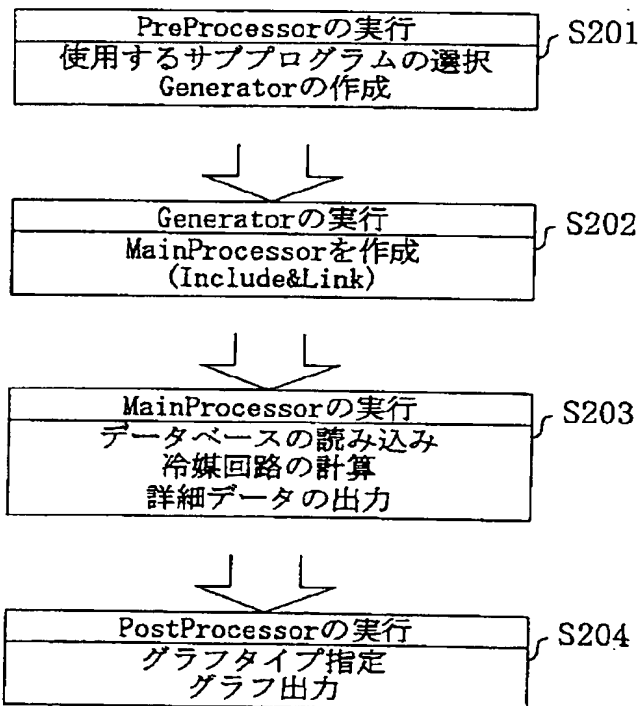 PreProcessorの実行
S201
使用するサブプログラムの選択
Generatorの作成
Generatorの実行
S202
MainProcessorを作成
(Include&Link)
MainProcessorの実行
S203
データベースの読み込み
冷媒回路の計算
詳細データの出力
PostProcessorの実行
S204
グラフタイプ指定
グラフ出力